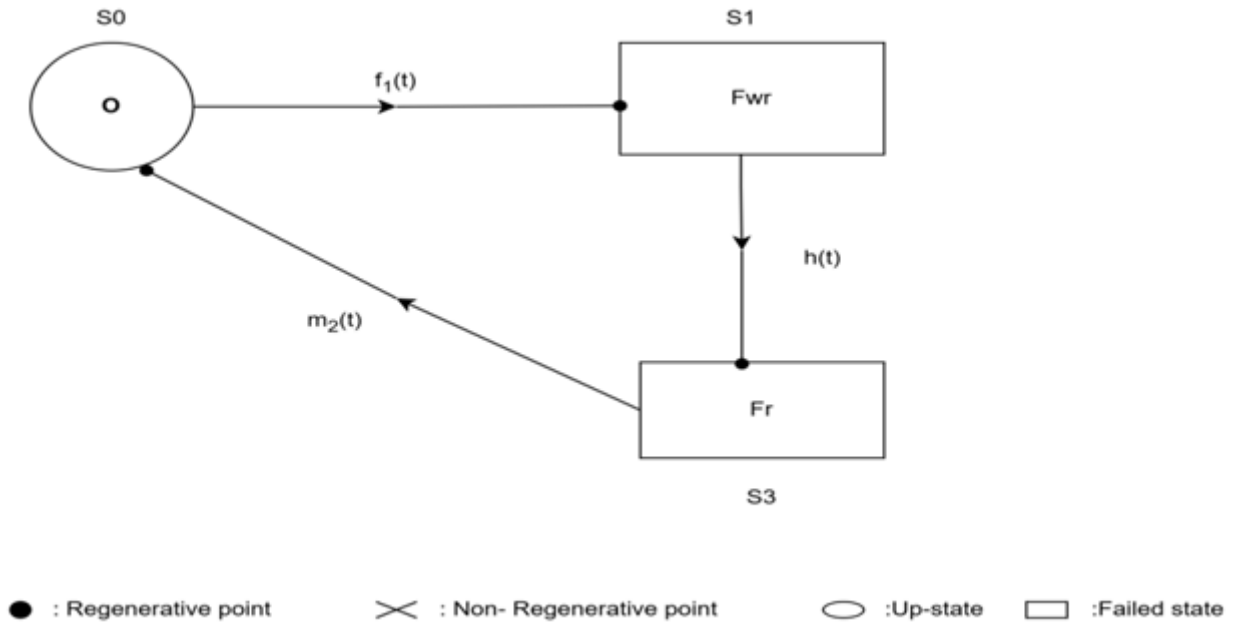 S0
S1
O
f₁(t)
Fwr
h(t)
m₂(t)
Fr
S3
: Regenerative point
: Non- Regenerative point
:Up-state
:Failed state